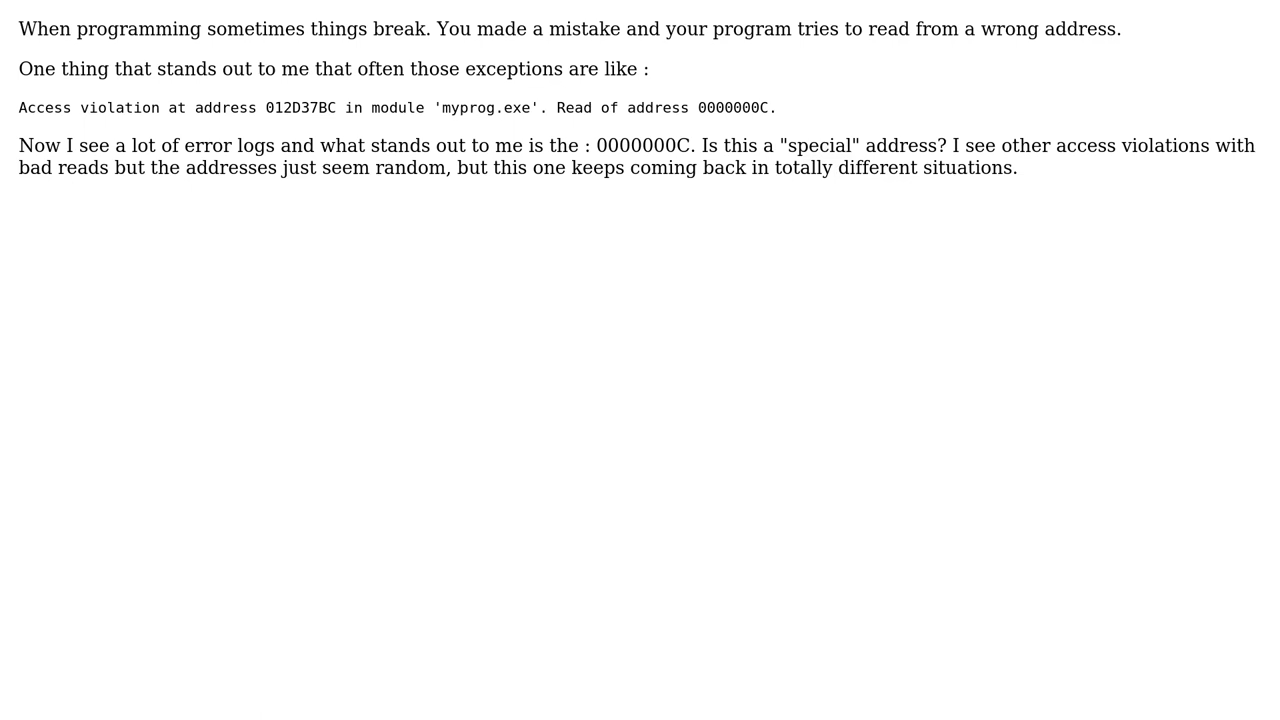 When programming sometimes things break. You made a mistake and your program tries to read from a wrong address.
One thing that stands out to me that often those exceptions are like :
Access violation at address 012D37BC in module 'myprog.exe'. Read of address 0000000C.
Now I see a lot of error logs and what stands out to me is the : 0000000C. Is this a "special" address? I see other access violations with
bad reads but the addresses just seem random, but this one keeps coming back in totally different situations.